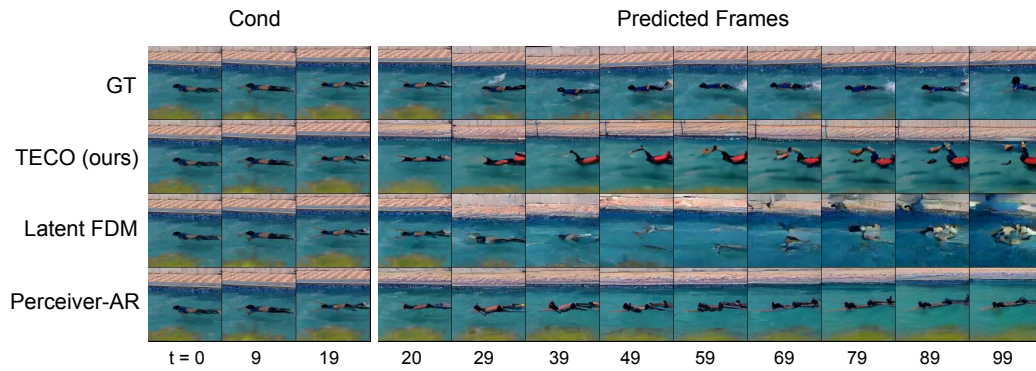 Cond Predicted Frames
GT
TECO (ours)
Latent FDM
Perceiver-AR
t = 0 9 19 20 29 39 49 59 69 79 89 99